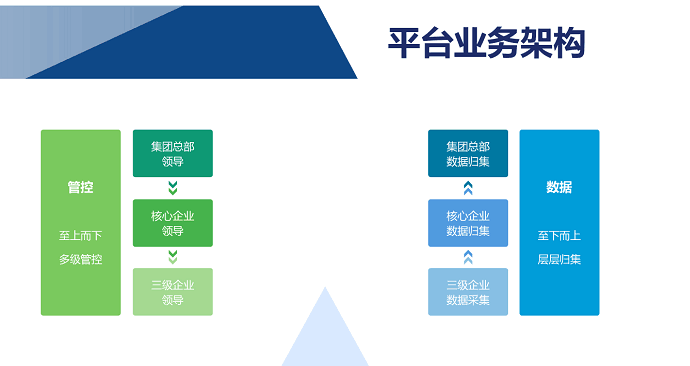 平台业务架构
管控
至上而下
多级管控
集团总部
领导
核心企业
领导
三级企业
领导
集团总部
数据归集
核心企业
数据归集
三级企业
数据采集
数据
至下而上
层层归集